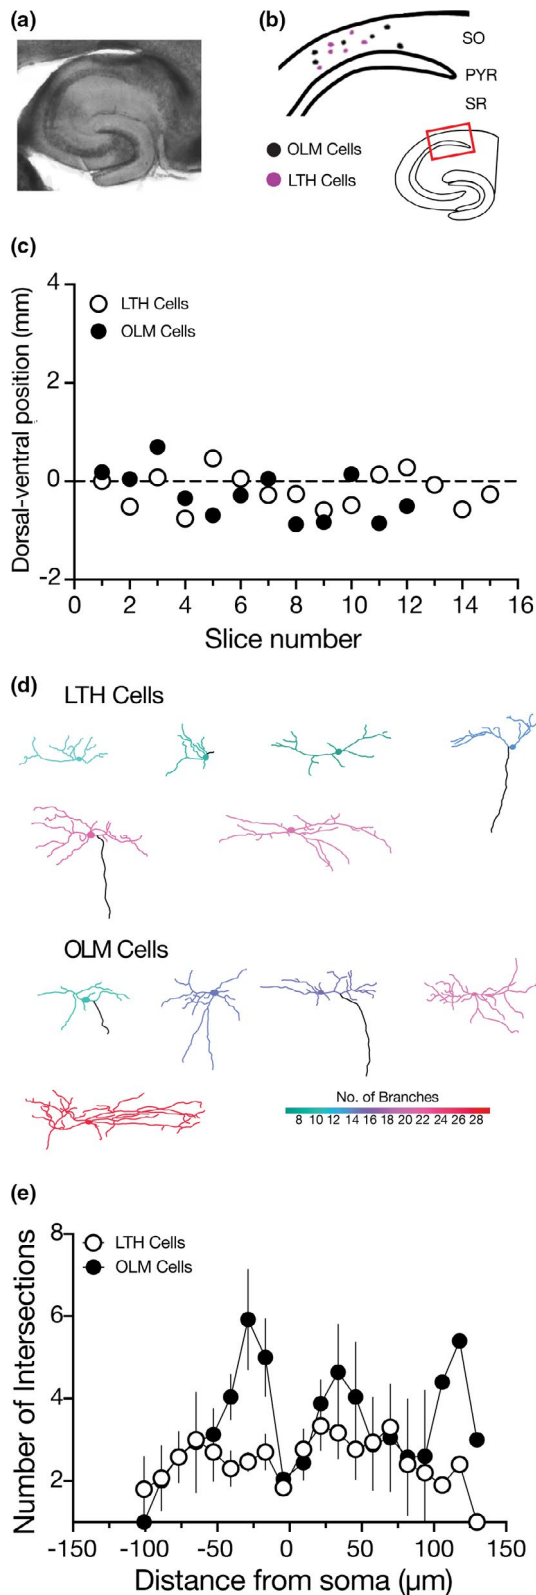 (a)
(b)
SO
PYR
SR
OLM Cells
LTH Cells
(c)
Dorsal-ventral position (mm)
4
2
0
-2
LTH Cells
OLM Cells
0 2 4 6 8 10 12 14 16
Slice number
(d)
LTH Cells
OLM Cells
No. of Branches
8 10 12 14 16 18 20 22 24 26 28
(e)
Number of Intersections
8
6
4
2
LTH Cells
OLM Cells
-150 -100 -50 0 50 100 150
Distance from soma (μm)